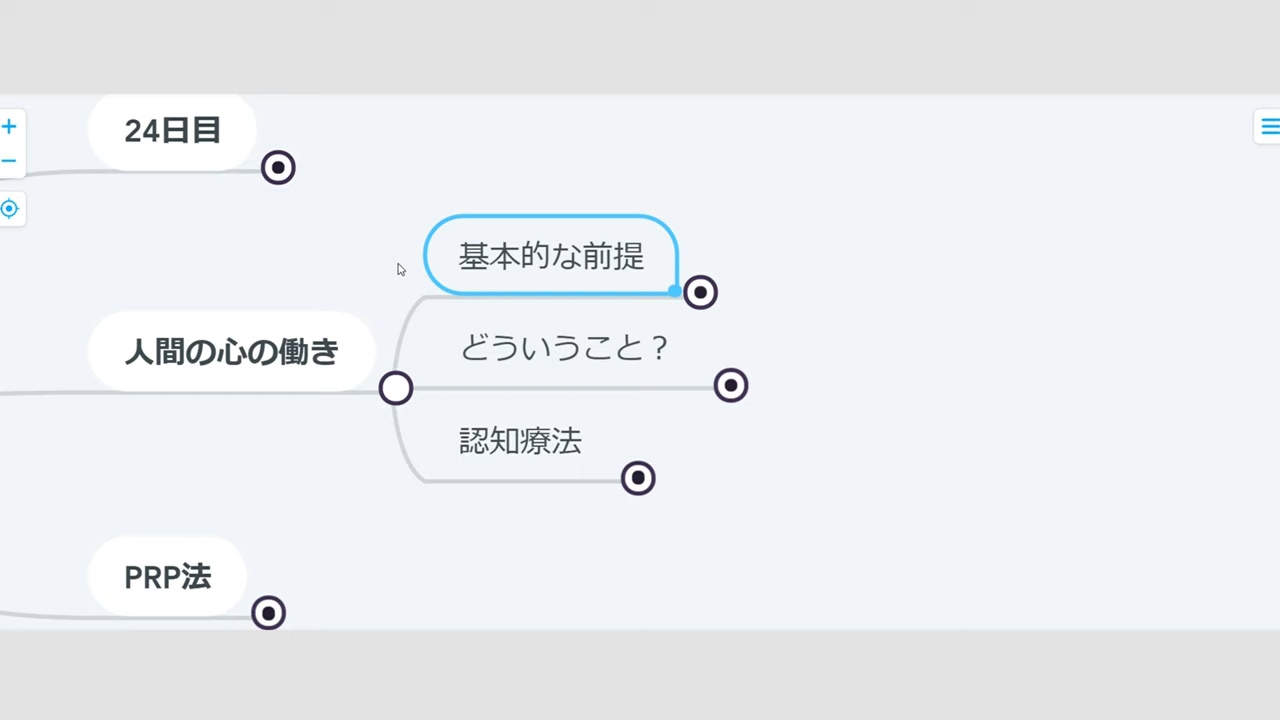 24日目
基本的な前提
どういうこと？
人間の心の働き
認知療法
PRP法